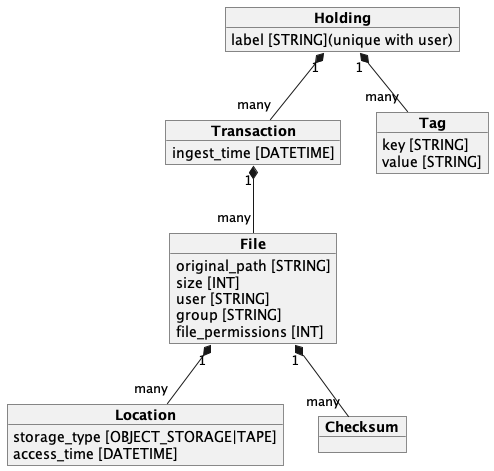 Holding
label [STRING](unique with user)
1
1
many
many
Transaction
ingest_time [DATETIME]
Tag
key [STRING]
value [STRING]
1
many
File
original_path [STRING]
size [INT]
user [STRING]
group [STRING]
file_permissions [INT]
1
1
many
many
Location
storage_type [OBJECT_STORAGE|TAPE]
access_time [DATETIME]
Checksum